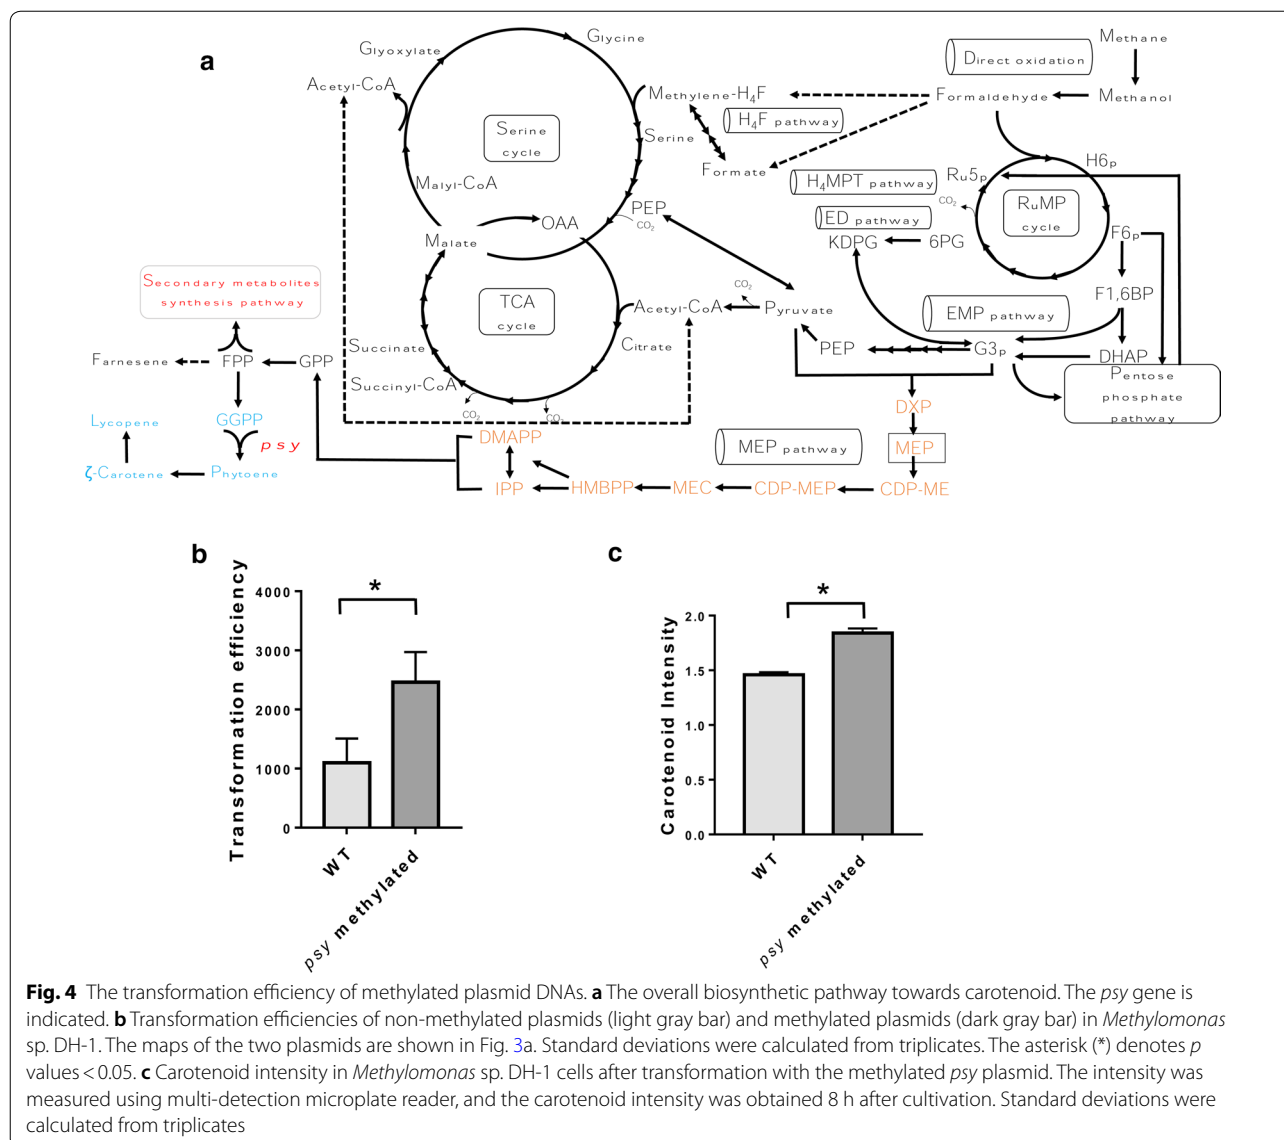 a
Glyoxylate
Glycine
Acetyl-CoA
Serine
cycle
Methylene-H4F
Serine
H4F pathway
Formate
Direct oxidation
Methane
Formaldehyde
Methanol
Malyl-CoA
Malate
OAA
PEP
CO2
H4MPT pathway
Ru5p
H6p
CO2
RuMP
cycle
ED pathway
KDPG
6PG
F6p
F1,6BP
EMP pathway
G3p
DHAP
PEP
Pentose
phosphate
pathway
Secondary metabolites
synthesis pathway
TCA
cycle
Acetyl-CoA
CO2
Pyruvate
Citrate
Succinate
Succinyl-CoA
CO2
CO2
Farnesene
FPP
GPP
Lycopene
GGPP
psy
ζ-Carotene
Phytoene
DMAPP
IPP
HMBPP
MEC
CDP-MEP
CDP-ME
MEP pathway
DXP
MEP
b
Transformation efficiency
4000
3000
2000
1000
0
*
WT
psy methylated
c
Carotenoid Intensity
2.0
1.5
1.0
0.5
0.0
*
WT
psy methylated
Fig. 4 The transformation efficiency of methylated plasmid DNAs. a The overall biosynthetic pathway towards carotenoid. The psy gene is
indicated. b Transformation efficiencies of non-methylated plasmids (light gray bar) and methylated plasmids (dark gray bar) in Methylomonas
sp. DH-1. The maps of the two plasmids are shown in Fig. 3a. Standard deviations were calculated from triplicates. The asterisk (*) denotes p
values < 0.05. c Carotenoid intensity in Methylomonas sp. DH-1 cells after transformation with the methylated psy plasmid. The intensity was
measured using multi-detection microplate reader, and the carotenoid intensity was obtained 8 h after cultivation. Standard deviations were
calculated from triplicates